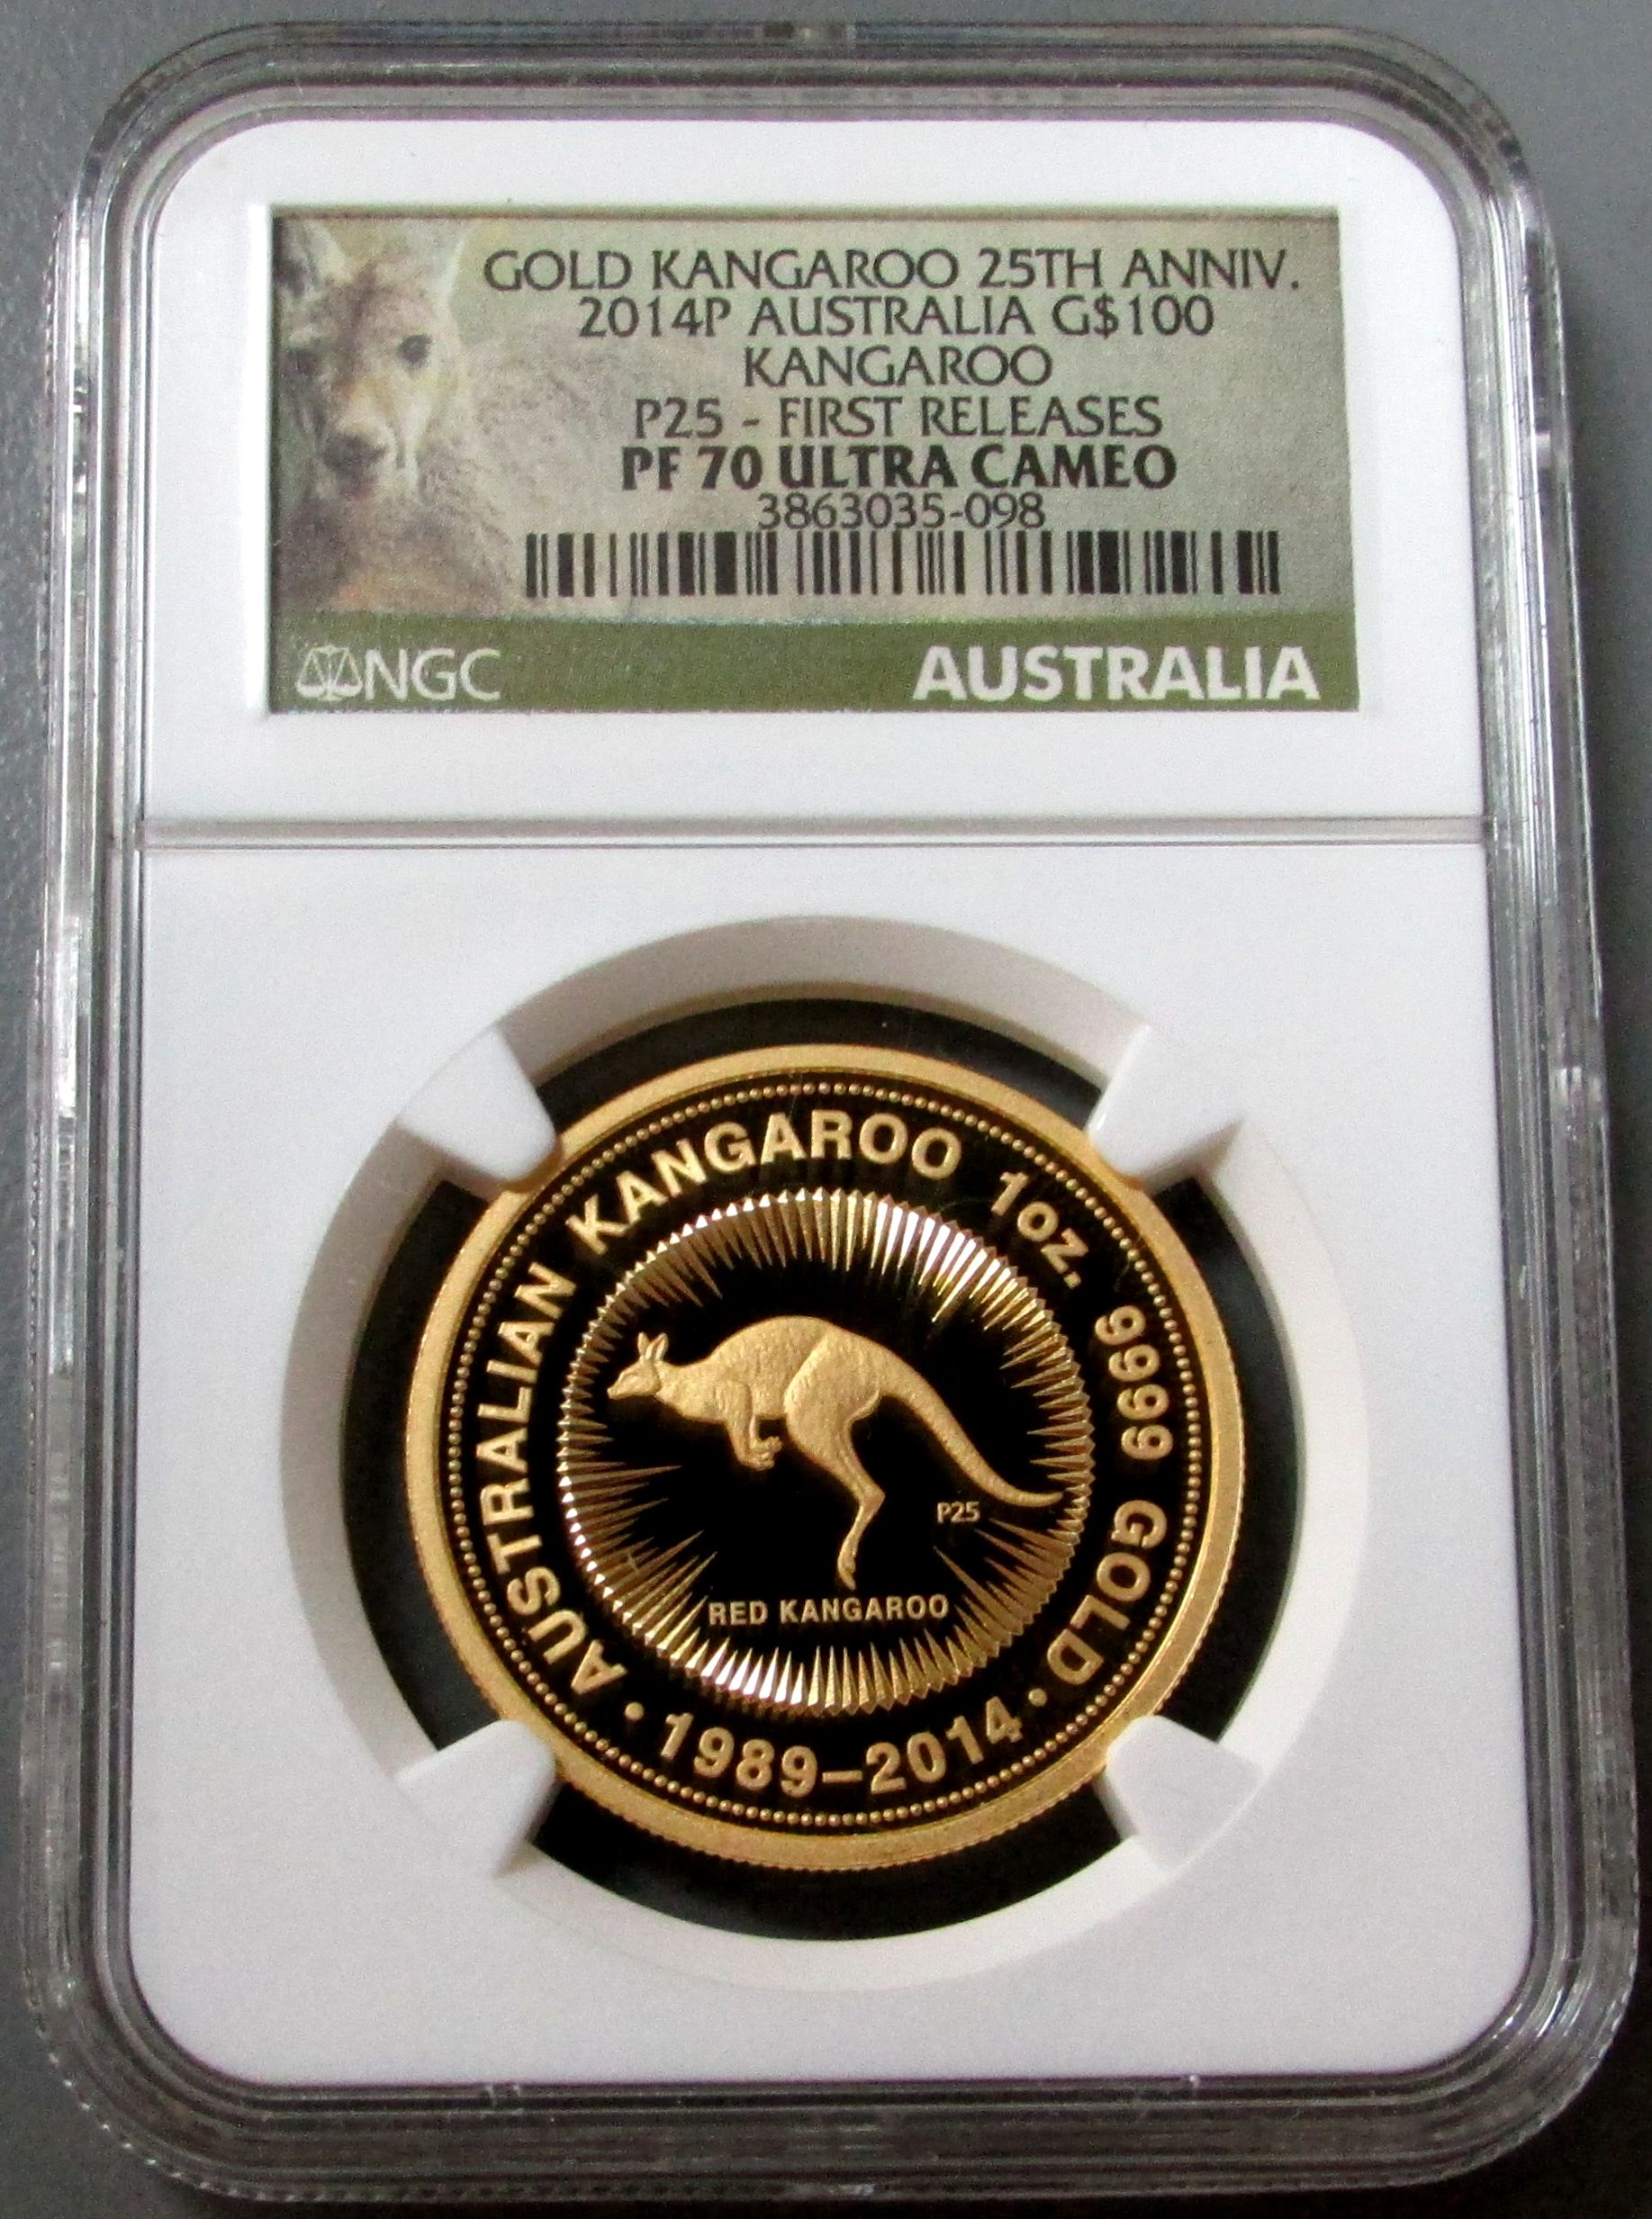 GOLD KANGAROO 25TH ANNIV.
2014P AUSTRALIA G$100
KANGAROO
P25 - FIRST RELEASES
PF 70 ULTRA CAMEO
3863035-098
NGC
AUSTRALIA
AUSTRALIAN KANGAROO 1oz. 9999 GOLD
P25
RED KANGAROO
• 1989–2014 •